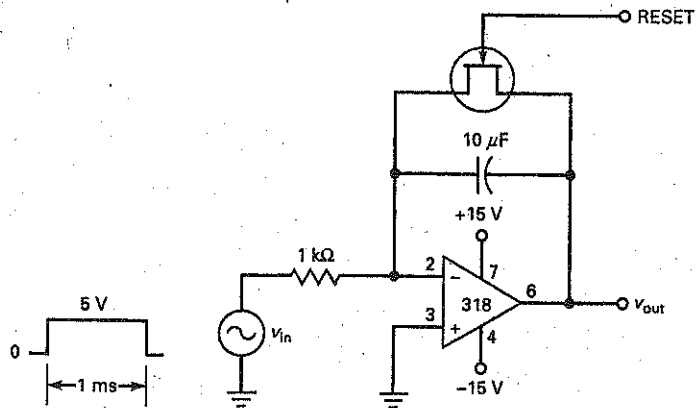 RESET
10 μF
+15 V
1 kΩ
2
7
6
−
318
v_out
3
+
4
5 V
0
v_in
1 ms
−15 V